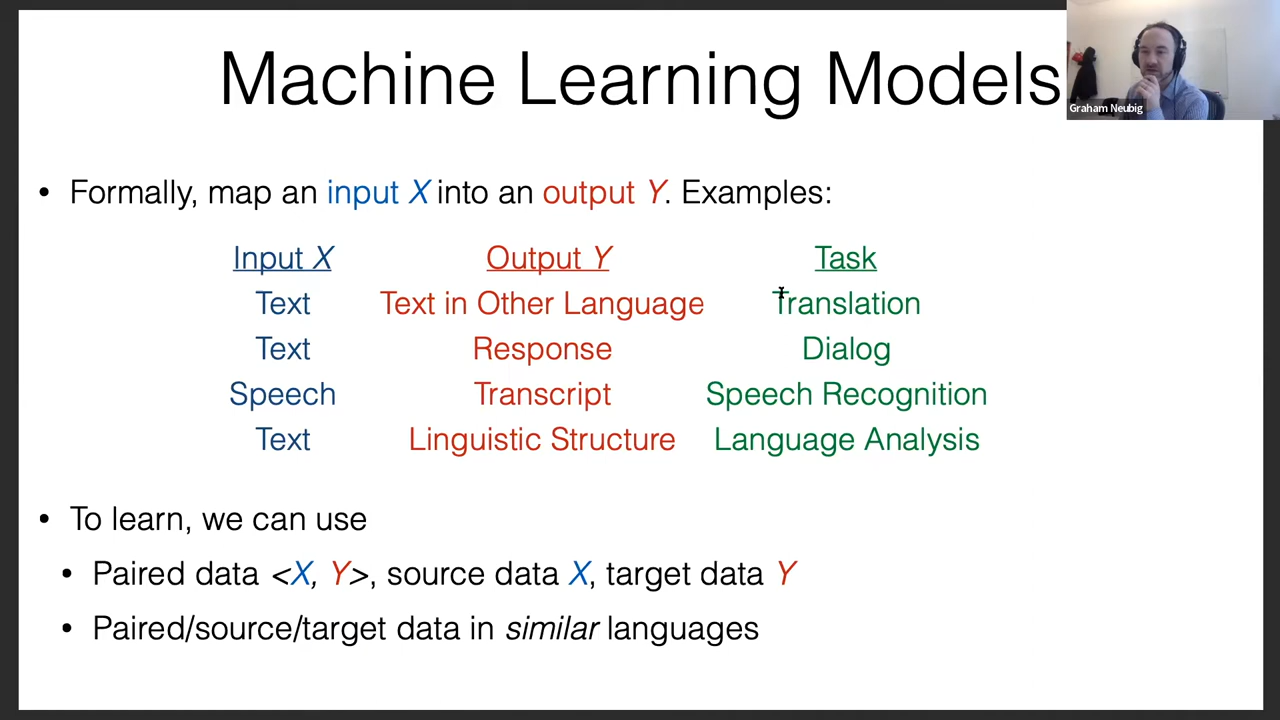 Machine Learning Models
Graham Neubig
• Formally, map an input X into an output Y. Examples:
Input X Output Y Task
Text Text in Other Language Translation
Text Response Dialog
Speech Transcript Speech Recognition
Text Linguistic Structure Language Analysis
• To learn, we can use
• Paired data <X, Y>, source data X, target data Y
• Paired/source/target data in similar languages